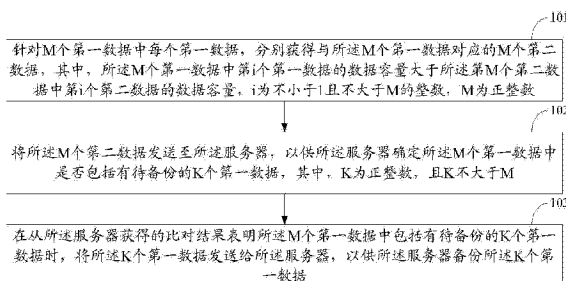 101
针对M个第一数据中每个第一数据，分别获得与所述M个第一数据对应的M个第二
数据，其中，所述M个第一数据中第i个第一数据的数据容量大于所述第M个第二数
据中第i个第二数据的数据容量，i为不小于1且不大于M的整数，M为正整数
102
将所述M个第二数据发送至所述服务器，以供所述服务器确定所述M个第一数据中
是否包括有待备份的K个第一数据，其中，K为正整数，且K不大于M
103
在从所述服务器获得的比对结果表明所述M个第一数据中包括有待备份的K个第一
数据时，将所述K个第一数据发送给所述服务器，以供所述服务器备份所述K个第
一数据